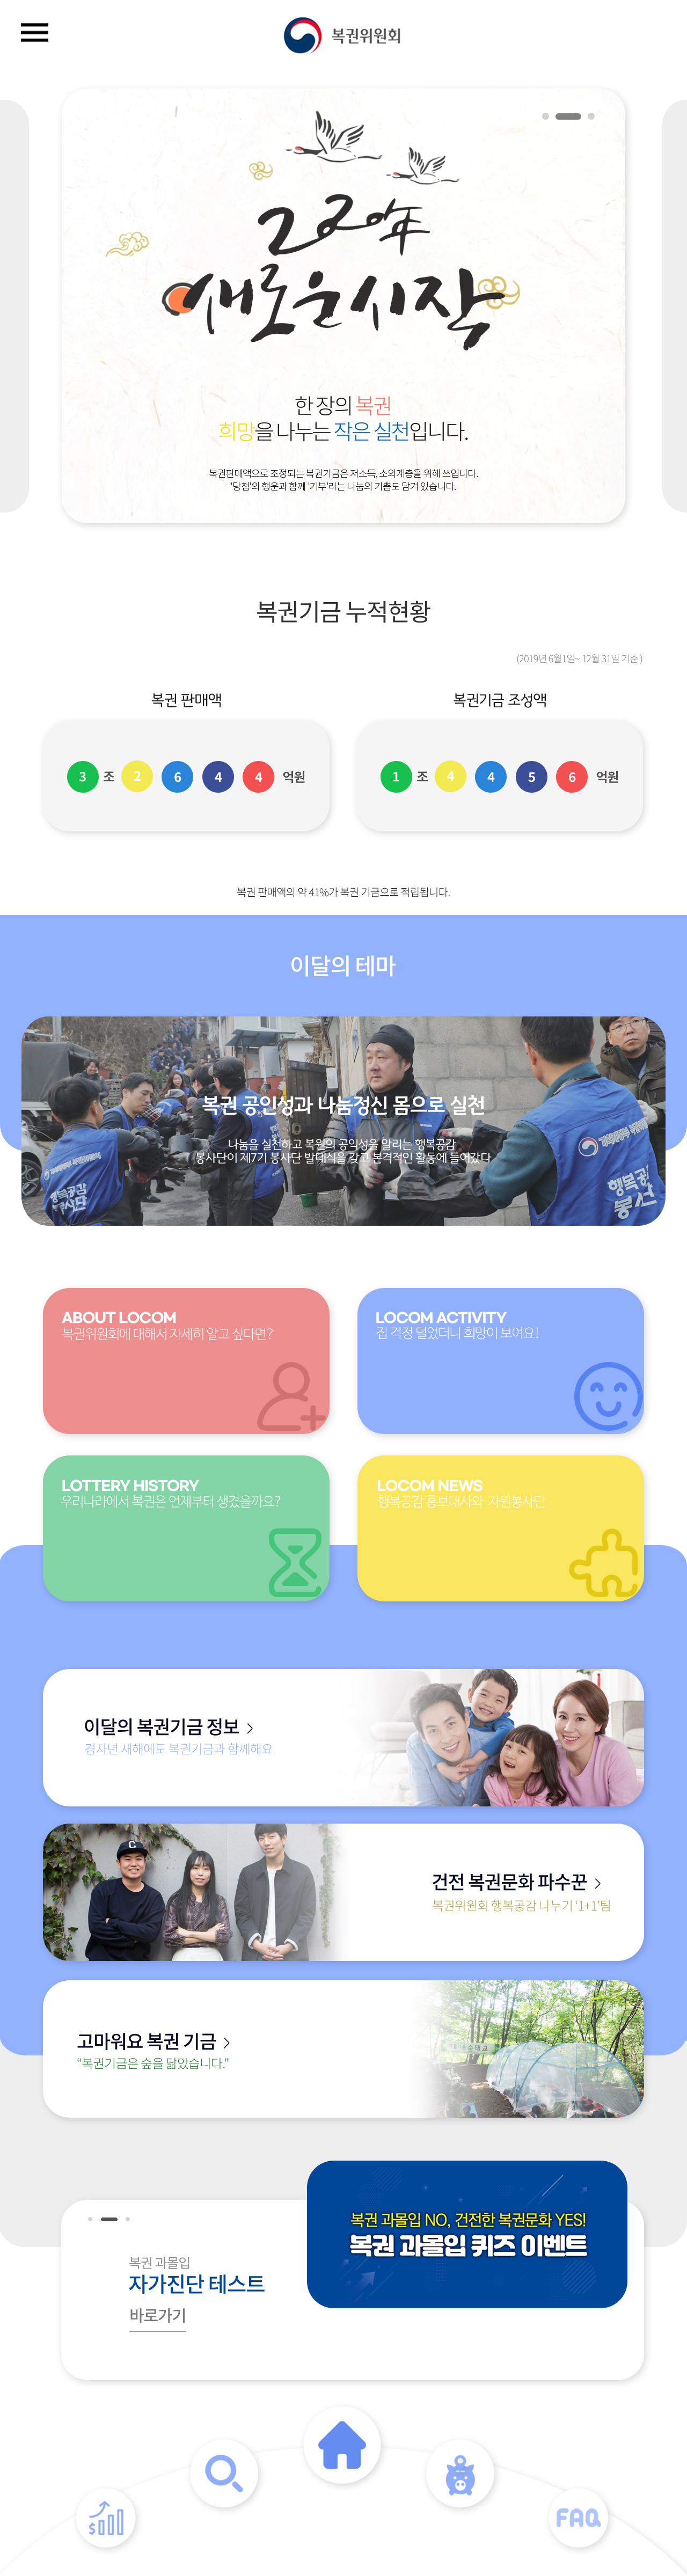 복권위원회
220年
새로운시작
한 장의 복권
희망을 나누는 작은 실천입니다.
복권판매액으로 조정되는 복권기금은 저소득, 소외계층을 위해 쓰입니다.
'당첨'의 행운과 함께 '기부'라는 나눔의 기쁨도 담겨 있습니다.
복권기금 누적현황
(2019년 6월1일~ 12월 31일 기준 )
복권 판매액
3 조 2 6 4 4 억원
복권기금 조성액
1 조 4 4 5 6 억원
복권 판매액의 약 41%가 복권 기금으로 적립됩니다.
이달의 테마
복권 공인성과 나눔정신 몸으로 실천
나눔을 실천하고 복권의 공익성을 알리는 행복공감
봉사단이 제7기 봉사단 발대식을 갖고 본격적인 활동에 들어갔다
행복공감
봉사단
행복공감
봉사
ABOUT LOCOM
복권위원회에 대해서 자세히 알고 싶다면?
LOCOM ACTIVITY
집 걱정 덜었더니 희망이 보여요!
LOTTERY HISTORY
우리나라에서 복권은 언제부터 생겼을까요?
LOCOM NEWS
행복공감 홍보대사와 자원봉사단
이달의 복권기금 정보 >
경자년 새해에도 복권기금과 함께해요
건전 복권문화 파수꾼 >
복권위원회 행복공감 나누기 '1+1'팀
고마워요 복권 기금 >
“복권기금은 숲을 닮았습니다.”
복권 과몰입
자가진단 테스트
바로가기
복권 과몰입 NO, 건전한 복권문화 YES!
복권 과몰입 퀴즈 이벤트
FAQ